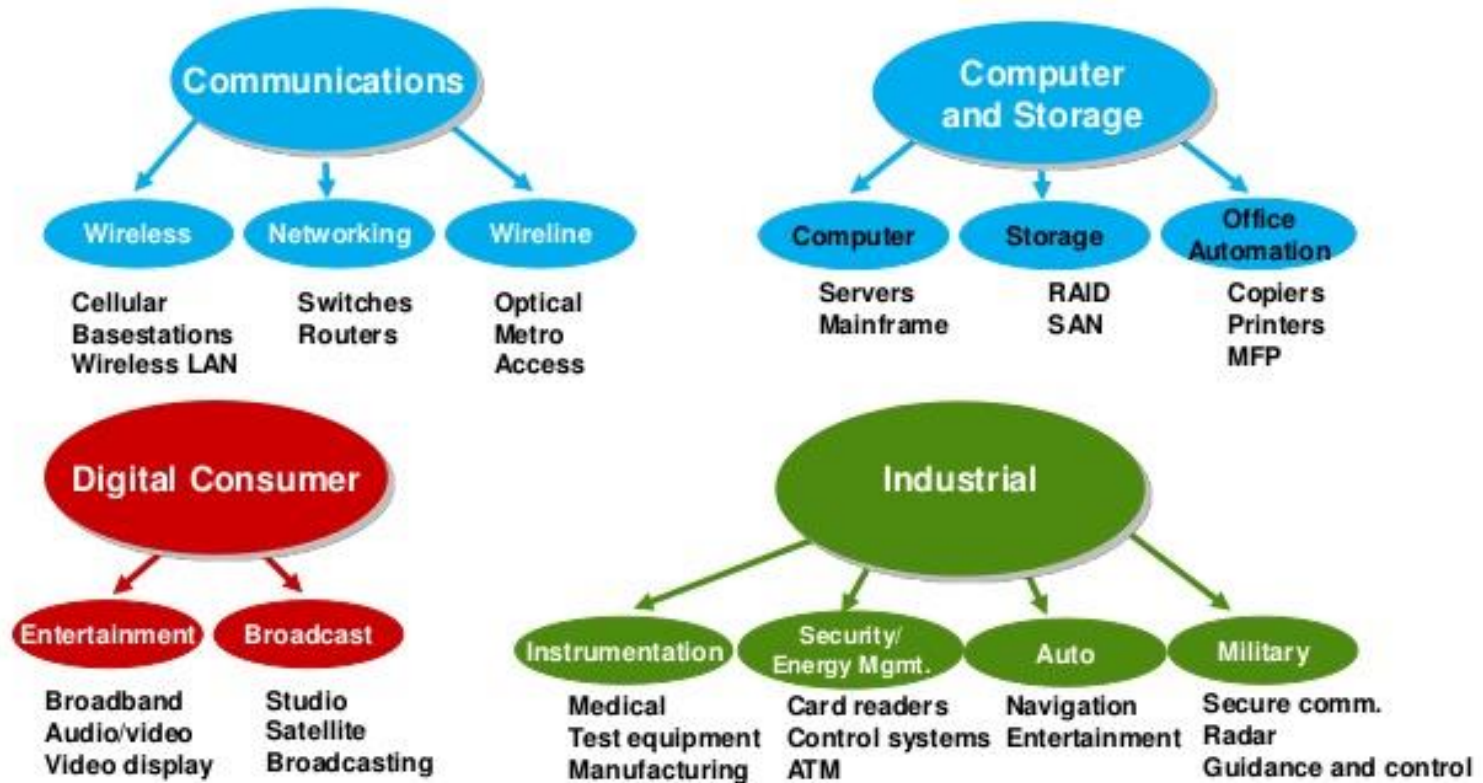 Communications
Wireless
Cellular
Basestations
Wireless LAN
Networking
Switches
Routers
Wireline
Optical
Metro
Access
Computer
and Storage
Computer
Servers
Mainframe
Storage
RAID
SAN
Office
Automation
Copiers
Printers
MFP
Digital Consumer
Entertainment
Broadband
Audio/video
Video display
Broadcast
Studio
Satellite
Broadcasting
Industrial
Instrumentation
Medical
Test equipment
Manufacturing
Security/
Energy Mgmt.
Card readers
Control systems
ATM
Auto
Navigation
Entertainment
Military
Secure comm.
Radar
Guidance and control